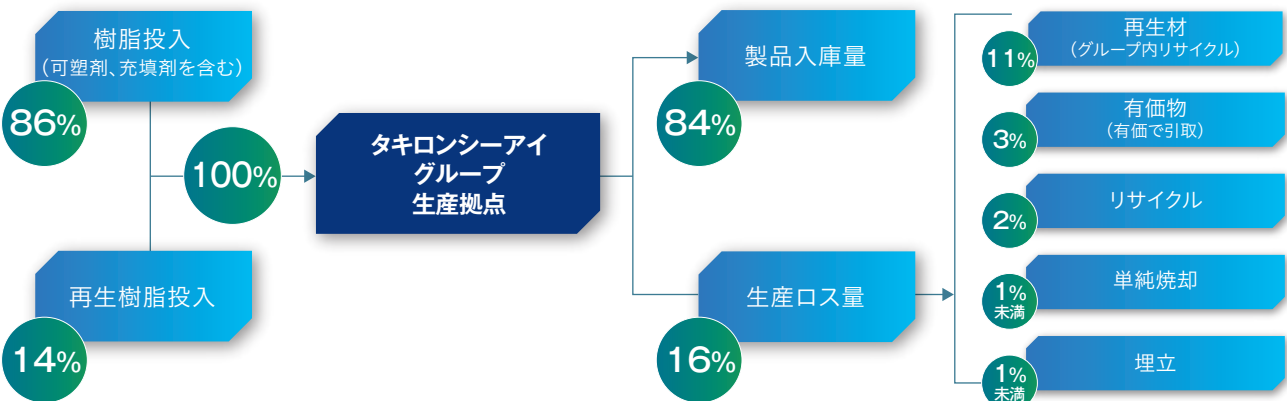 樹脂投入
（可塑剤、充填剤を含む）
86%
再生樹脂投入
14%
100%
タキロンシーアイ
グループ
生産拠点
製品入庫量
84%
生産ロス量
16%
再生材
（グループ内リサイクル）
11%
有価物
（有価で引取）
3%
リサイクル
2%
単純焼却
1%
未満
埋立
1%
未満